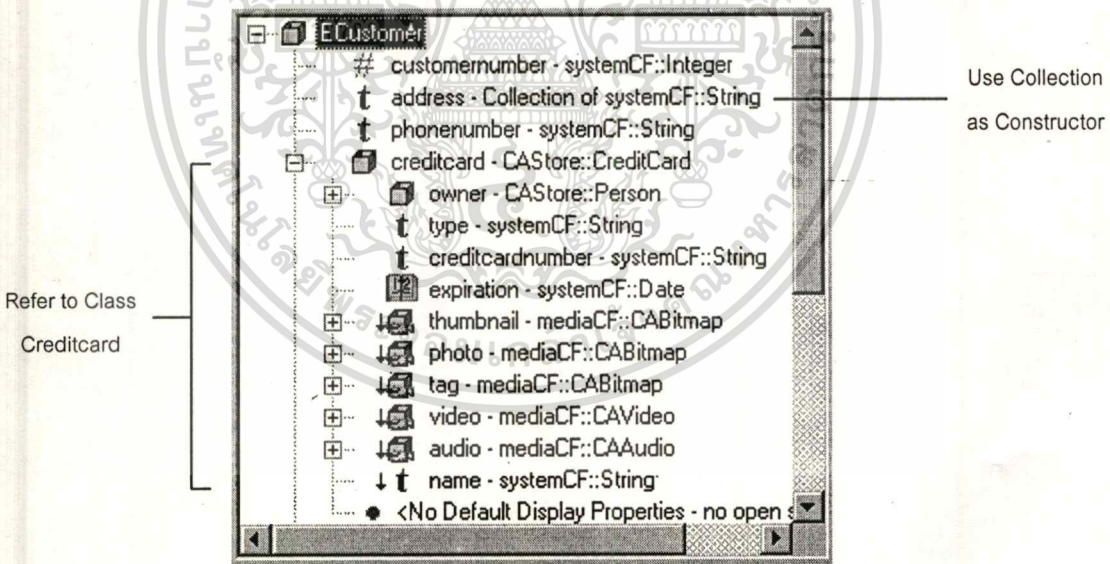 ECustomer
customernumber - systemCF::Integer
address - Collection of systemCF::String
phonenumber - systemCF::String
creditcard - CAStore::CreditCard
owner - CAStore::Person
type - systemCF::String
creditcardnumber - systemCF::String
expiration - systemCF::Date
thumbnail - mediaCF::CABitmap
photo - mediaCF::CABitmap
tag - mediaCF::CABitmap
video - mediaCF::CAVideo
audio - mediaCF::CAAudio
name - systemCF::String
<No Default Display Properties - no open s
Use Collection
as Constructor
Refer to Class
Creditcard